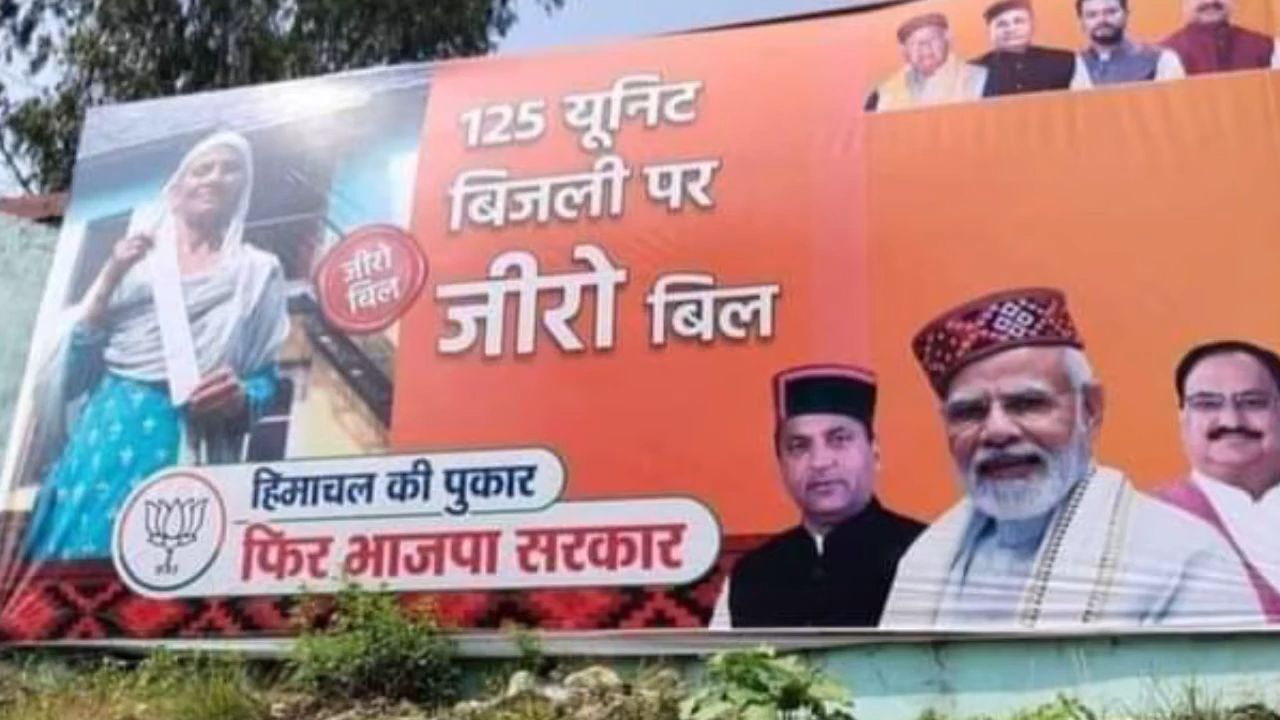 125 यूनिट
बिजली पर
जीरो बिल
जीरो
बिल
हिमाचल की पुकार
फिर भाजपा सरकार